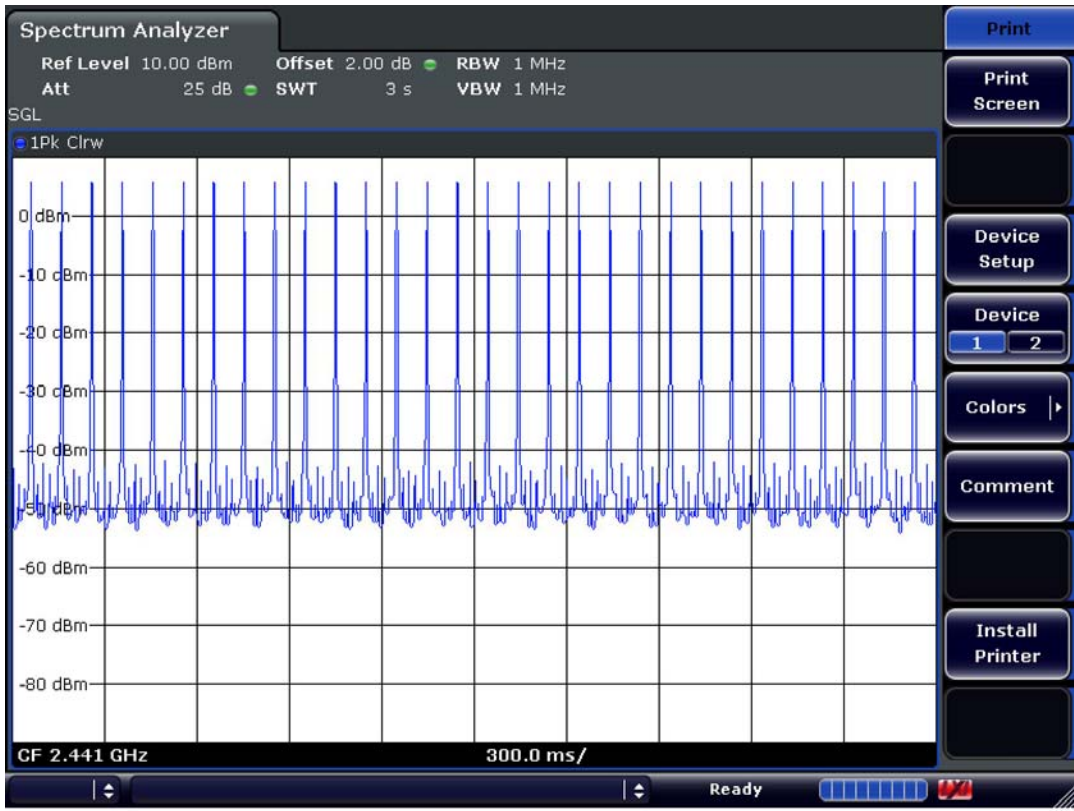 Spectrum Analyzer
Ref Level 10.00 dBm Offset 2.00 dB RBW 1 MHz
Att 25 dB SWT 3 s VBW 1 MHz
SGL
1Pk Clrw
0 dBm
-10 dBm
-20 dBm
-30 dBm
-40 dBm
-50 dBm
-60 dBm
-70 dBm
-80 dBm
CF 2.441 GHz 300.0 ms/
Ready
Print
Print
Screen
Device
Setup
Device
1 2
Colors
Comment
Install
Printer